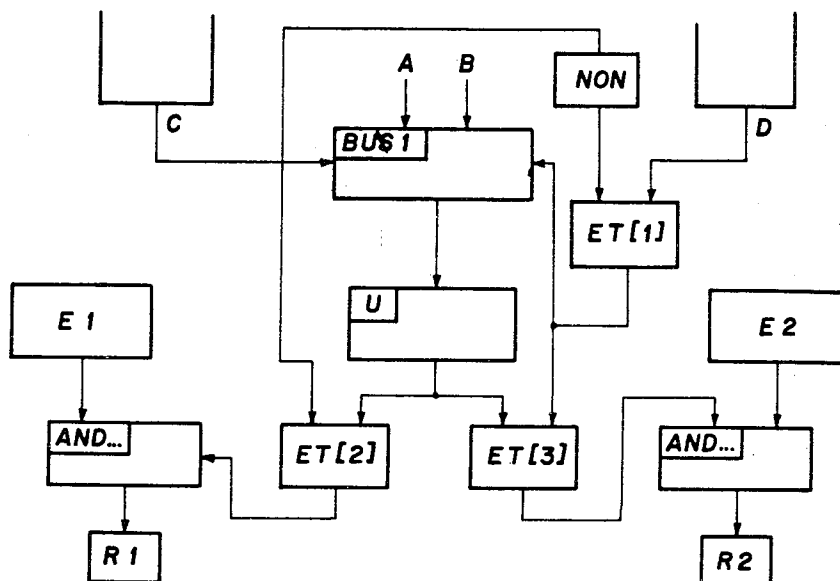 A
B
NON
C
D
BUS1
ET[1]
U
E1
E2
AND...
ET[2]
ET[3]
AND...
R1
R2